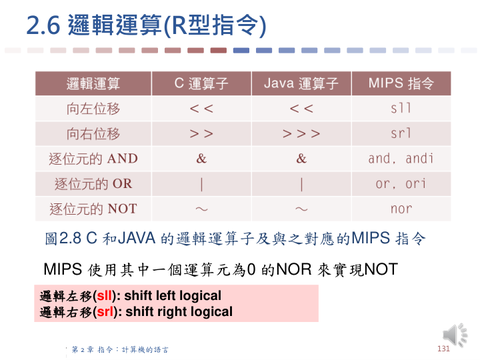 2.6 邏輯運算(R型指令)
邏輯運算 C 運算子 Java 運算子 MIPS 指令
向左位移 << << sll
向右位移 >> >>> srl
逐位元的 AND & & and, andi
逐位元的 OR | | or, ori
逐位元的 NOT ～ ～ nor
圖2.8 C 和JAVA 的邏輯運算子及與之對應的MIPS 指令
MIPS 使用其中一個運算元為0 的NOR 來實現NOT
邏輯左移(sll): shift left logical
邏輯右移(srl): shift right logical
第 2 章 指令：計算機的語言
131